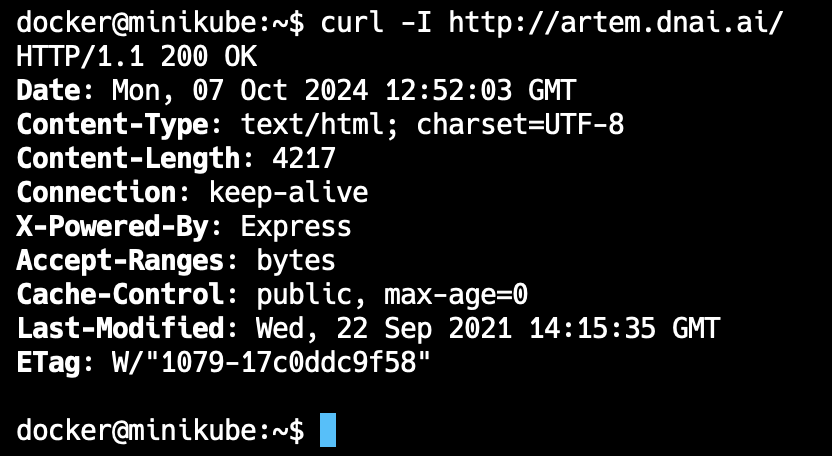 docker@minikube:~$ curl -I http://artem.dnai.ai/
HTTP/1.1 200 OK
Date: Mon, 07 Oct 2024 12:52:03 GMT
Content-Type: text/html; charset=UTF-8
Content-Length: 4217
Connection: keep-alive
X-Powered-By: Express
Accept-Ranges: bytes
Cache-Control: public, max-age=0
Last-Modified: Wed, 22 Sep 2021 14:15:35 GMT
ETag: W/"1079-17c0ddc9f58"
docker@minikube:~$